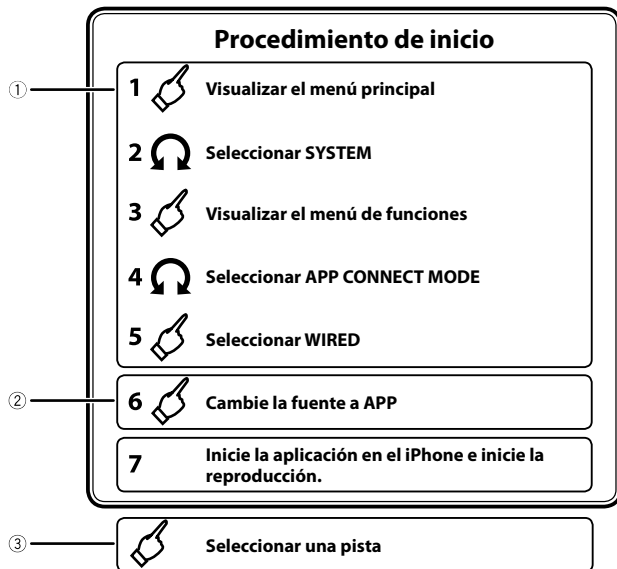 Procedimiento de inicio
①
1 Visualizar el menú principal
2 Seleccionar SYSTEM
3 Visualizar el menú de funciones
4 Seleccionar APP CONNECT MODE
5 Seleccionar WIRED
②
6 Cambie la fuente a APP
7 Inicie la aplicación en el iPhone e inicie la
reproducción.
③
Seleccionar una pista